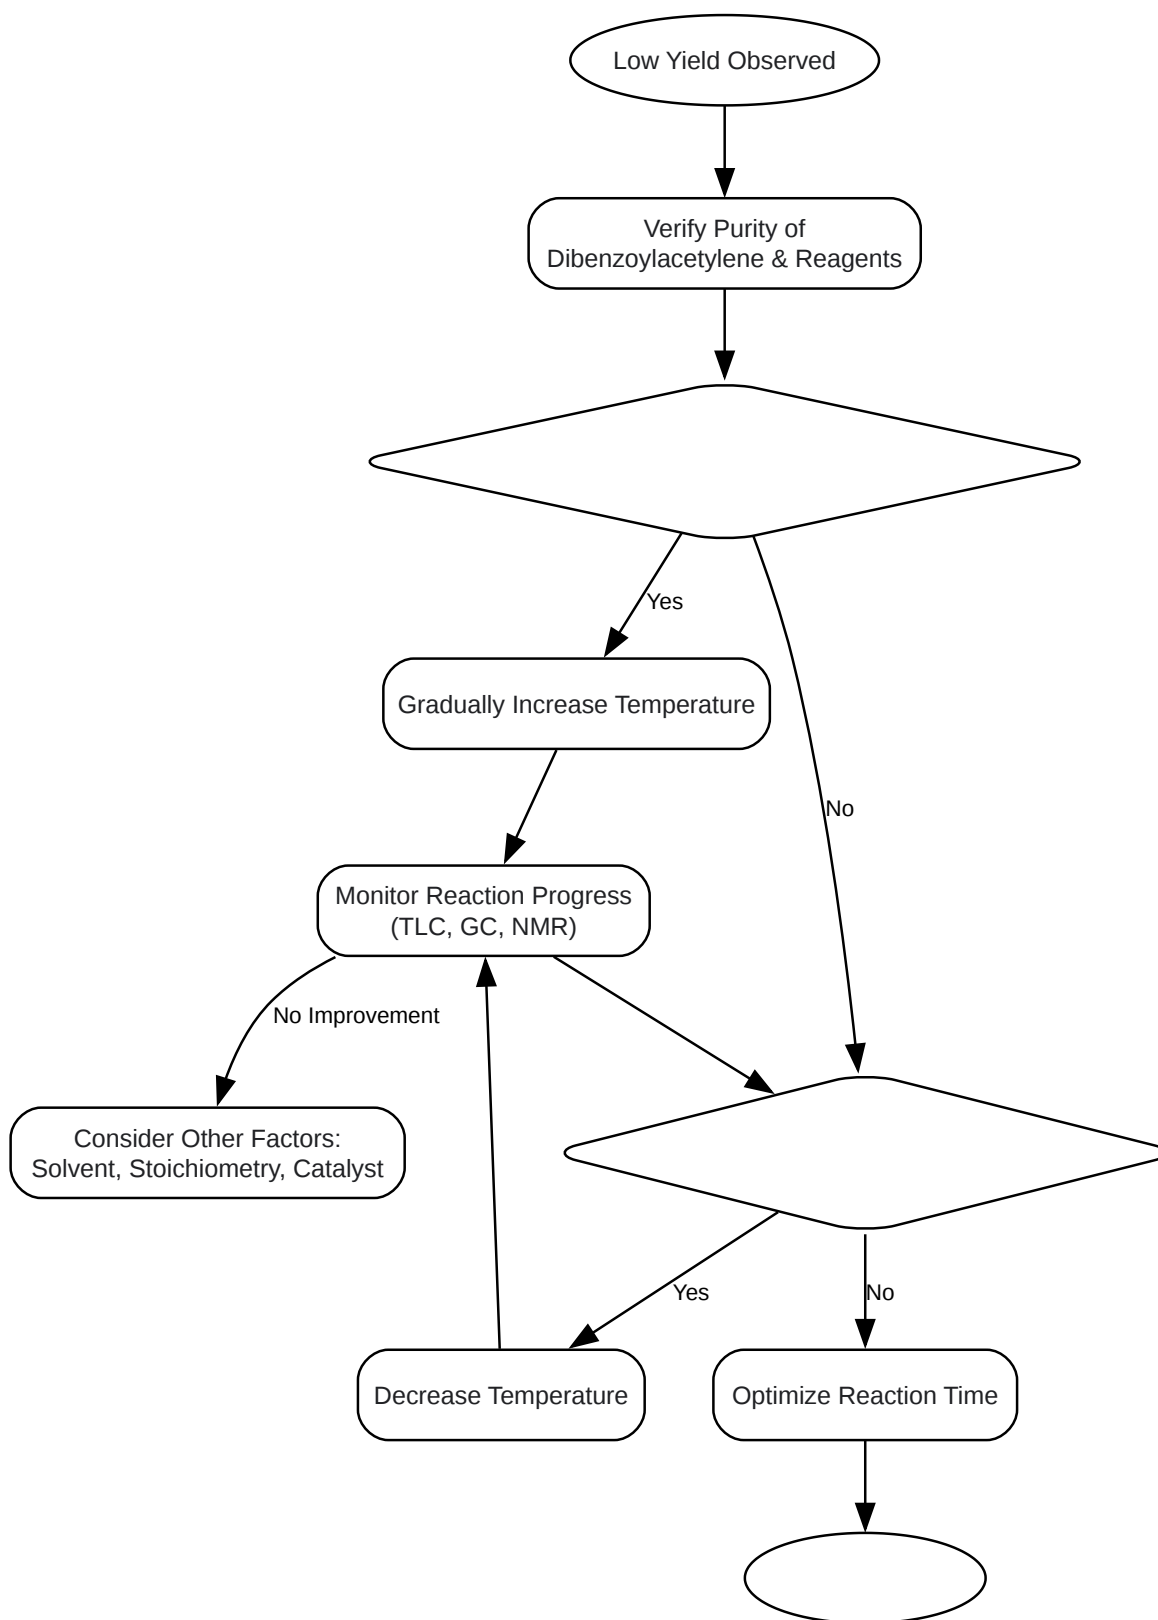 Low Yield Observed
Verify Purity of
Dibenzoylacetylene & Reagents
Yes
Gradually Increase Temperature
No
Monitor Reaction Progress
(TLC, GC, NMR)
No Improvement
Consider Other Factors:
Solvent, Stoichiometry, Catalyst
Yes
No
Decrease Temperature
Optimize Reaction Time